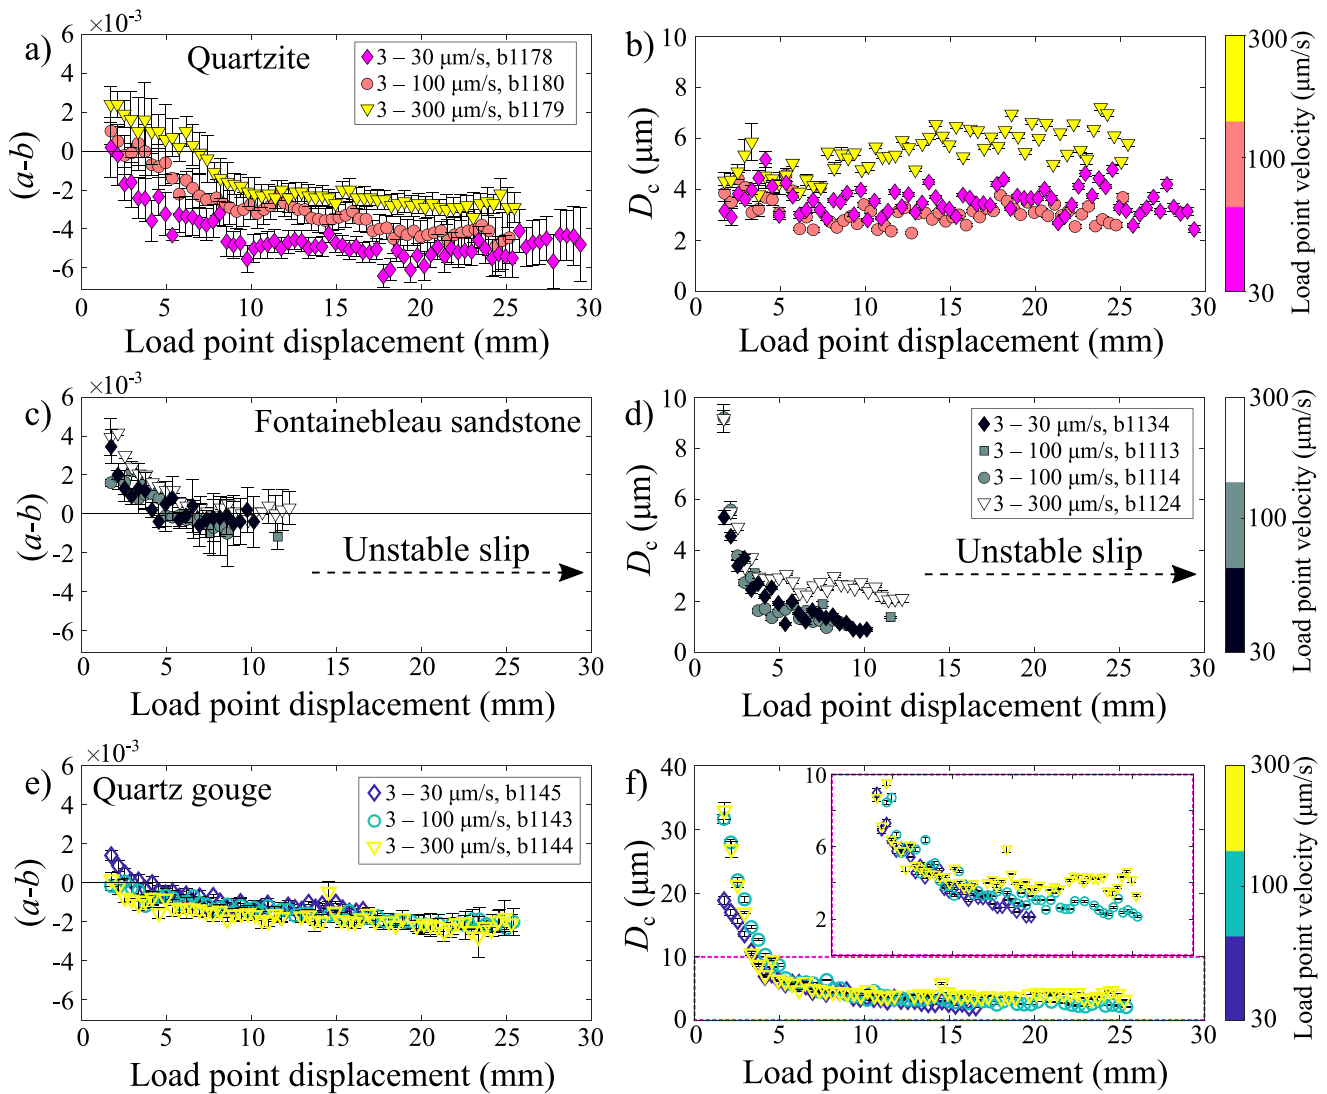 a)
×10⁻³
Quartzite
3 – 30 μm/s, b1178
3 – 100 μm/s, b1180
3 – 300 μm/s, b1179
6
4
2
0
-2
-4
-6
(a-b)
0 5 10 15 20 25 30
Load point displacement (mm)
b)
10
8
6
4
2
0
D_c (μm)
0 5 10 15 20 25 30
Load point displacement (mm)
300
100
30
Load point velocity (μm/s)
c)
×10⁻³
Fontainebleau sandstone
Unstable slip
6
4
2
0
-2
-4
-6
(a-b)
0 5 10 15 20 25 30
Load point displacement (mm)
d)
3 – 30 μm/s, b1134
3 – 100 μm/s, b1113
3 – 100 μm/s, b1114
3 – 300 μm/s, b1124
Unstable slip
10
8
6
4
2
0
D_c (μm)
0 5 10 15 20 25 30
Load point displacement (mm)
300
100
30
Load point velocity (μm/s)
e)
×10⁻³
Quartz gouge
3 – 30 μm/s, b1145
3 – 100 μm/s, b1143
3 – 300 μm/s, b1144
6
4
2
0
-2
-4
-6
(a-b)
0 5 10 15 20 25 30
Load point displacement (mm)
f)
40
30
20
10
0
D_c (μm)
10
6
2
0 5 10 15 20 25 30
Load point displacement (mm)
300
100
30
Load point velocity (μm/s)